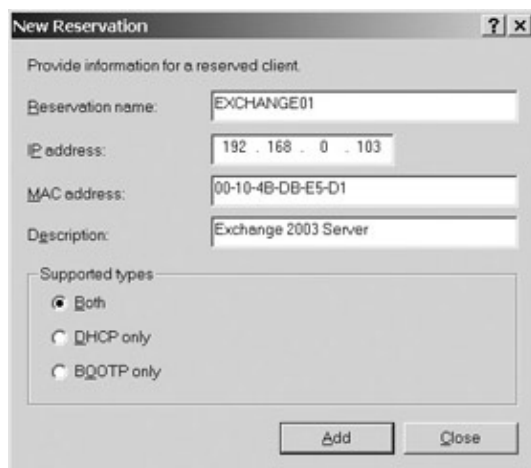 New Reservation
Provide information for a reserved client.
Reservation name: EXCHANGE01
IP address: 192 . 168 . 0 . 103
MAC address: 00-10-4B-DB-E5-D1
Description: Exchange 2003 Server
Supported types
Both
DHCP only
BOOTP only
Add Close